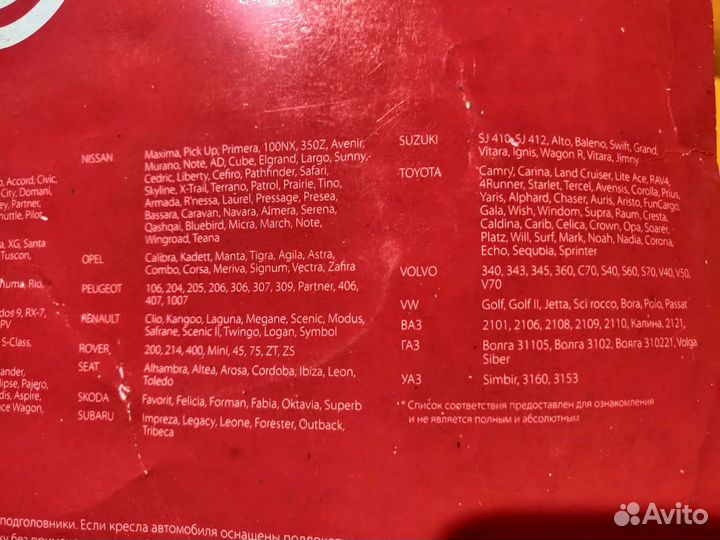 o, Accord, Civic,
City, Domani,
ey, Partner,
huttle, Pilot
a, XG, Santa
Tuscon,
huma, Rio,
dos 9, RX-7,
PV
S-Class,
ander,
lipse, Pajero,
dis, Aspire,
ce Wagon,
NISSAN Maxima, Pick Up, Primera, 100NX, 350Z, Avenir,
Murano, Note, AD, Cube, Elgrand, Largo, Sunny,
Cedric, Liberty, Cefiro, Pathfinder, Safari,
Skyline, X-Trail, Terrano, Patrol, Prairie, Tino,
Armada, R'nessa, Laurel, Pressage, Presea,
Bassara, Caravan, Navara, Almera, Serena,
Qashqai, Bluebird, Micra, March, Note,
Wingroad, Teana
OPEL Calibra, Kadett, Manta, Tigra, Agila, Astra,
Combo, Corsa, Meriva, Signum, Vectra, Zafira
PEUGEOT 106, 204, 205, 206, 306, 307, 309, Partner, 406,
407, 1007
RENAULT Clio, Kangoo, Laguna, Megane, Scenic, Modus,
Safrane, Scenic II, Twingo, Logan, Symbol
ROVER 200, 214, 400, Mini, 45, 75, ZT, ZS
SEAT Alhambra, Altea, Arosa, Cordoba, Ibiza, Leon,
Toledo
SKODA Favorit, Felicia, Forman, Fabia, Oktavia, Superb
SUBARU Impreza, Legacy, Leone, Forester, Outback,
Tribeca
SUZUKI SJ 410, SJ 412, Alto, Baleno, Swift, Grand
Vitara, Ignis, Wagon R, Vitara, Jimny
TOYOTA Camry, Carina, Land Cruiser, Lite Ace, RAV4,
4Runner, Starlet, Tercel, Avensis, Corolla, Prius,
Yaris, Alphard, Chaser, Auris, Aristo, FunCargo,
Gaia, Wish, Windom, Supra, Raum, Cresta,
Caldina, Carib, Celica, Crown, Opa, Soarer,
Platz, Will, Surf, Mark, Noah, Nadia, Corona,
Echo, Sequoia, Sprinter
VOLVO 340, 343, 345, 360, C70, S40, S60, S70, V40, V50,
V70
VW Golf, Golf II, Jetta, Sci rocco, Bora, Polo, Passat
ВАЗ 2101, 2106, 2108, 2109, 2110, Калина, 2121,
ГАЗ Волга 31105, Волга 3102, Вояга 310221, Volga
Siber
УАЗ Simbir, 3160, 3153
** Список соответствия предоставлен для ознакомления
и не является полным и абсолютным
подголовники. Если кресла автомобиля оснащены
ку без
Avito